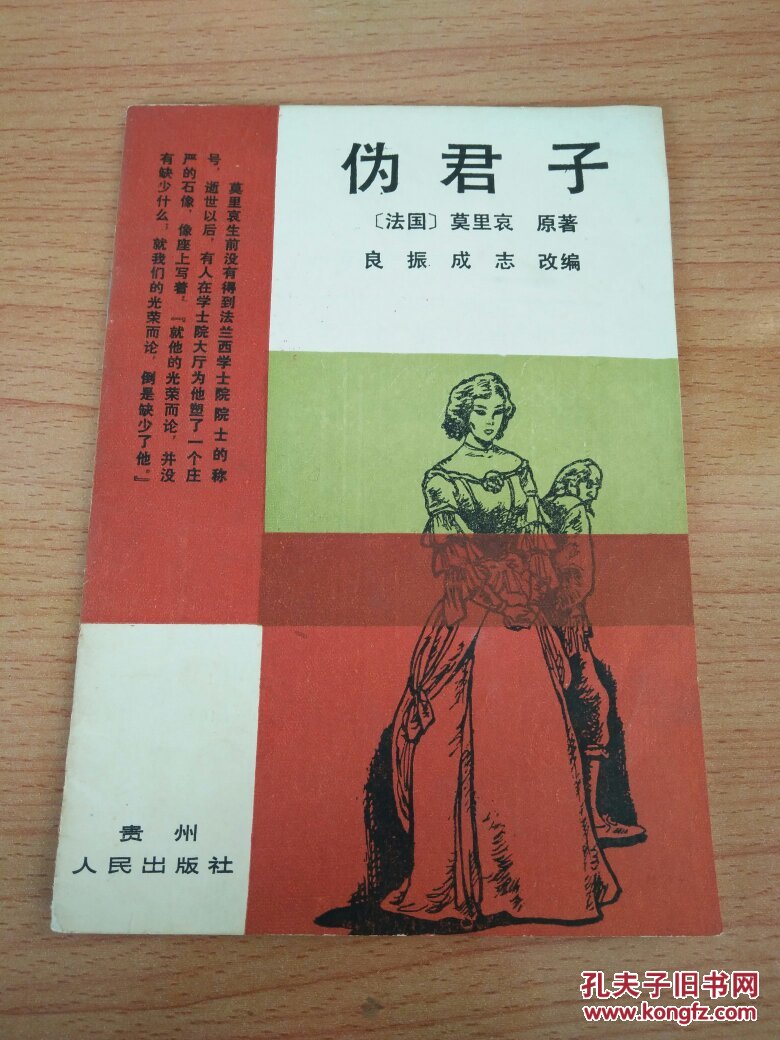 伪君子
〔法国〕莫里哀 原著
良振 成志 改编
莫里哀生前没有得到法兰西学士院院士的称
号，逝世以后，有人在学士院大厅为他塑了一个庄
严的石像，像座上写着：『就他的光荣而论，并没
有缺少什么；就我们的光荣而论，倒是缺少了他。』
贵州
人民出版社
孔夫子旧书网
www.kongfz.com